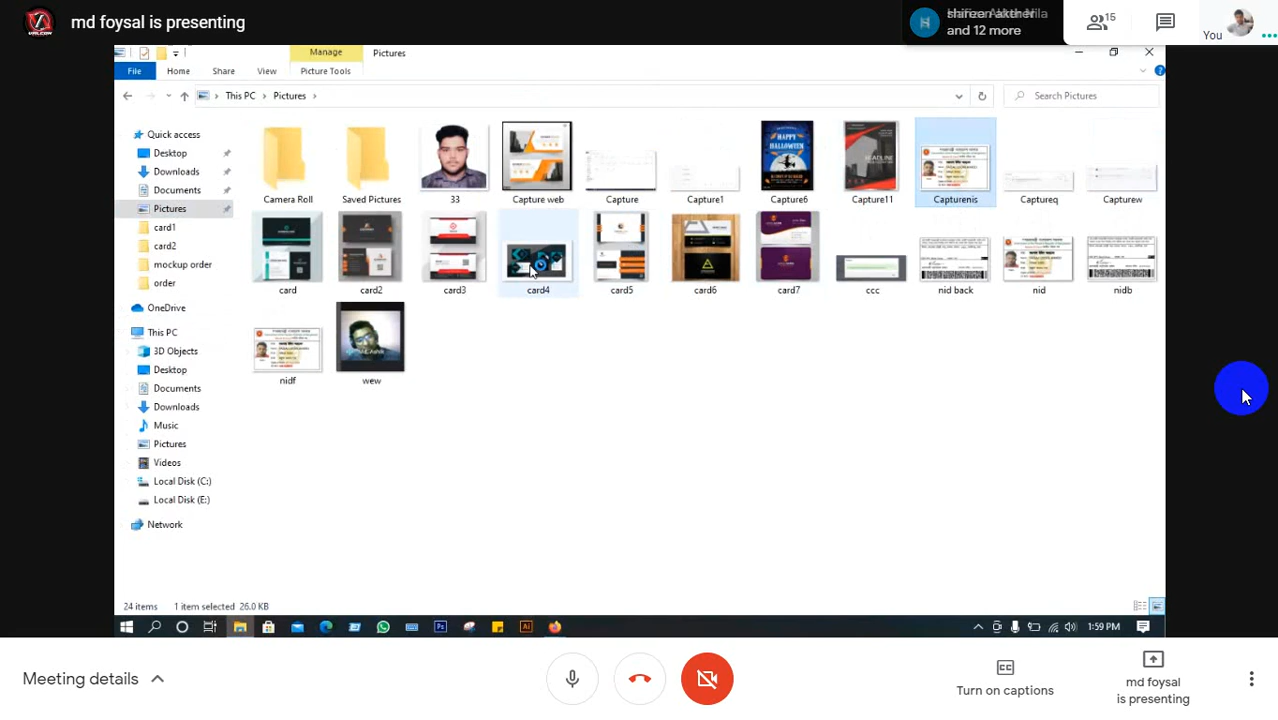 md foysal is presenting
and 12 more
15
You
Manage
Pictures
File
Home
Share
View
Picture Tools
This PC
Pictures
Search Pictures
Quick access
Desktop
Downloads
Documents
Pictures
card1
card2
mockup order
order
OneDrive
This PC
3D Objects
Desktop
Documents
Downloads
Music
Pictures
Videos
Local Disk (C:)
Local Disk (E:)
Network
HAPPY
HALLOWEEN
HEADLINE
Camera Roll
Saved Pictures
33
Capture web
Capture
Capture1
Capture6
Capture11
Capturenis
Captureq
Capturew
card
card2
card3
card4
card5
card6
card7
ccc
nid back
nid
nidb
nidf
wew
24 items
1 item selected
26.0 KB
1:59 PM
Meeting details
Turn on captions
md foysal
is presenting